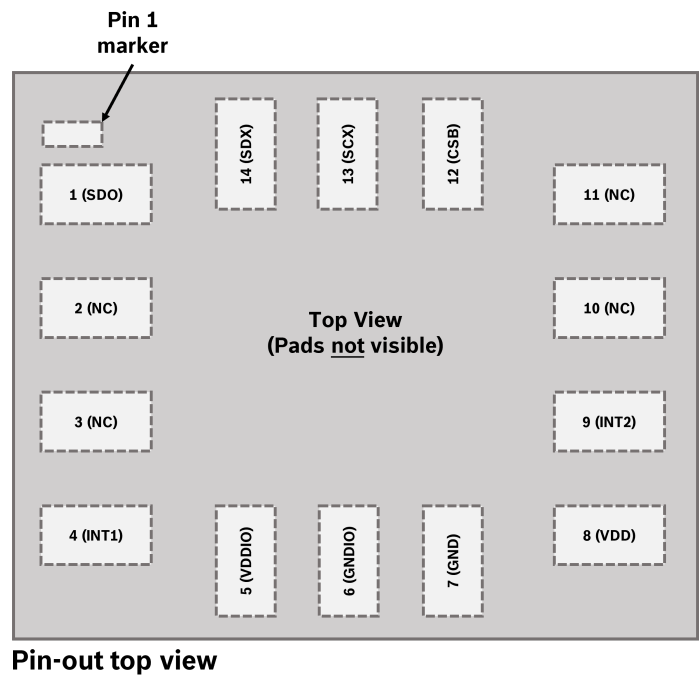 Pin 1
marker
14 (SDX)
13 (SCX)
12 (CSB)
1 (SDO)
11 (NC)
2 (NC)
10 (NC)
Top View
(Pads not visible)
3 (NC)
9 (INT2)
4 (INT1)
8 (VDD)
5 (VDDIO)
6 (GNDIO)
7 (GND)
Pin-out top view